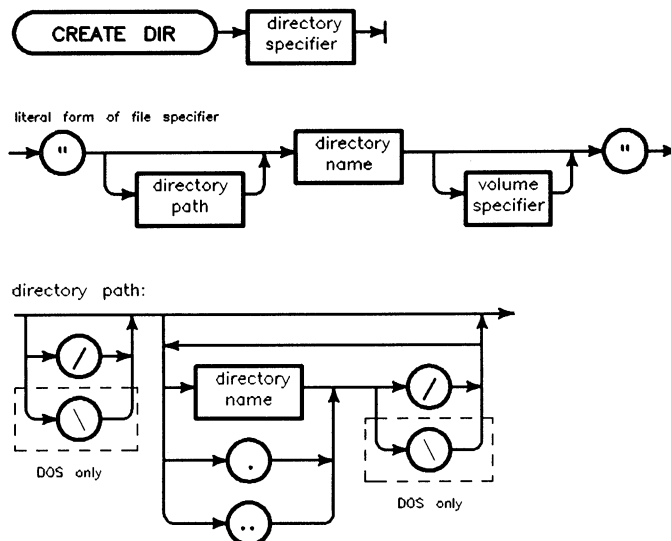 CREATE DIR
directory
specifier
literal form of file specifier
"
directory
path
directory
name
volume
specifier
"
directory path:
/
\
DOS only
directory
name
.
..
/
\
DOS only